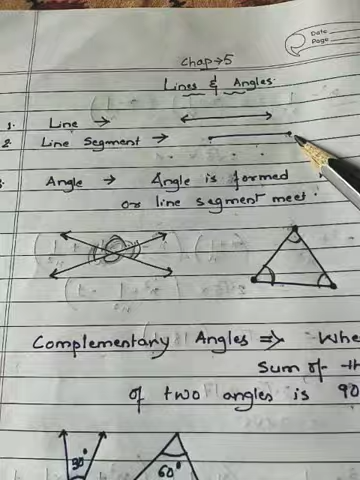 Date
Page
Chap → 5
Lines & Angles
1. Line →
2. Line Segment →
Angle → Angle is formed
or line segment meet.
Complementary Angles ⇒ Whe
Sum of th
of two angles is 90
30°
60°